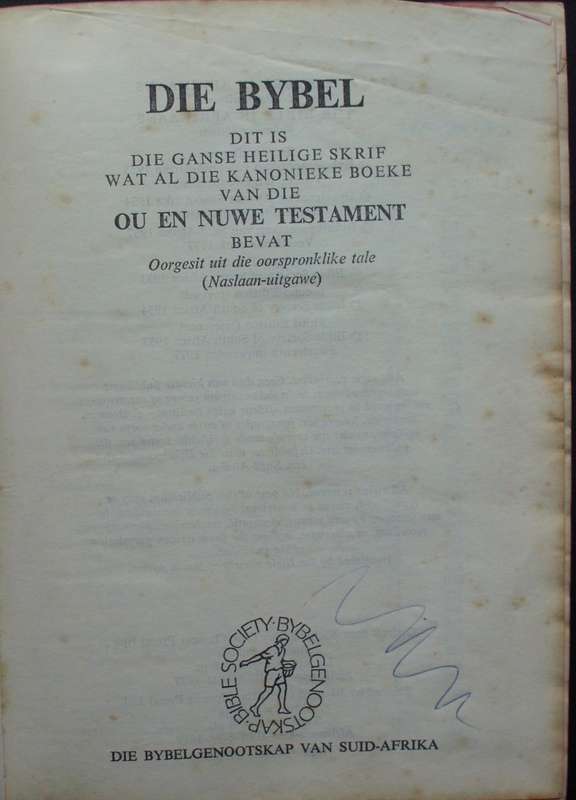 DIE BYBEL
DIT IS
DIE GANSE HEILIGE SKRIF
WAT AL DIE KANONIEKE BOEKE
VAN DIE
OU EN NUWE TESTAMENT
BEVAT
Oorgesit uit die oorspronklike tale
(Naslaan-uitgawe)
BIBLE SOCIETY·BYBELGENOOTSKAP·
DIE BYBELGENOOTSKAP VAN SUID-AFRIKA